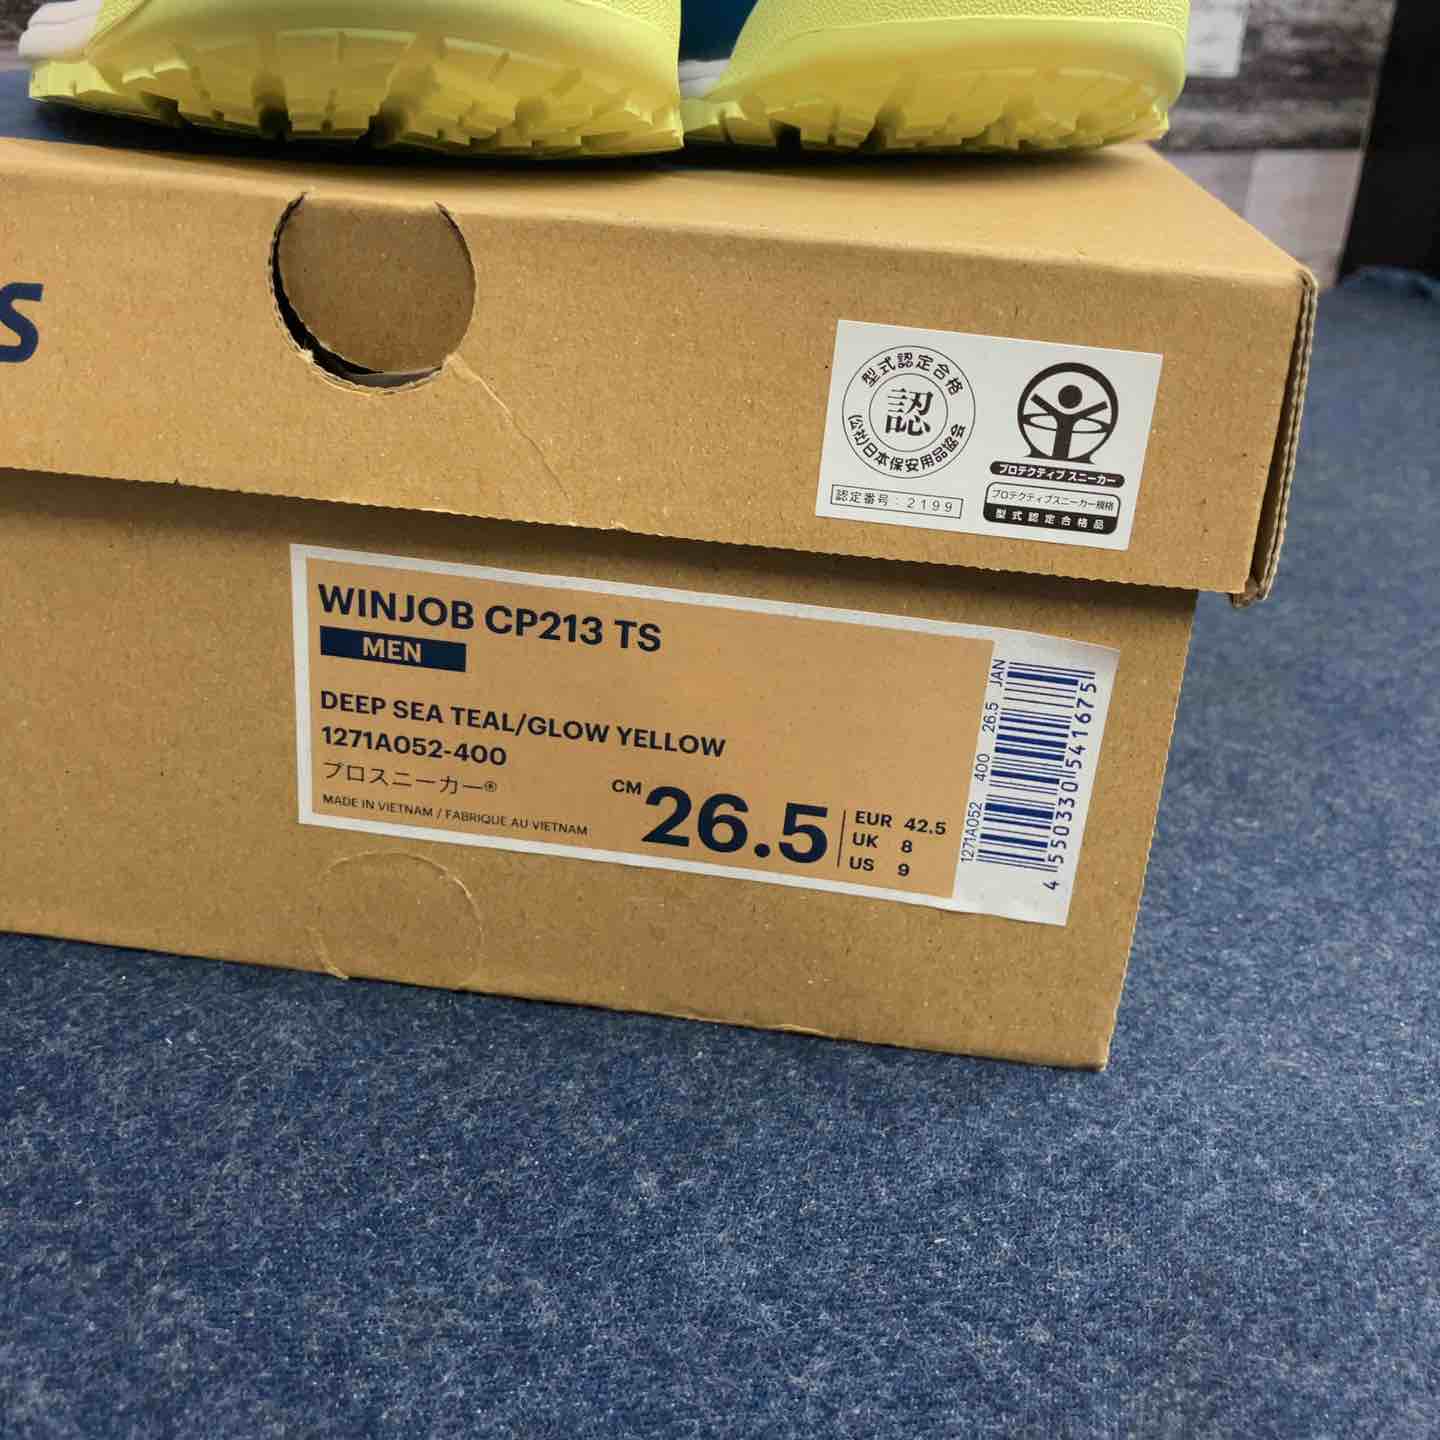 S
型式認定合格
認
(公社)日本保安用品協会
認定番号:2199
プロテクティブ スニーカー
プロテクティブスニーカー規格
型式認定合格品
WINJOB CP213 TS
MEN
DEEP SEA TEAL/GLOW YELLOW
1271A052-400
プロスニーカー®
MADE IN VIETNAM / FABRIQUE AU VIETNAM
CM 26.5
EUR 42.5
UK 8
US 9
1271A052 400 26.5 JAN
4 550330 541675